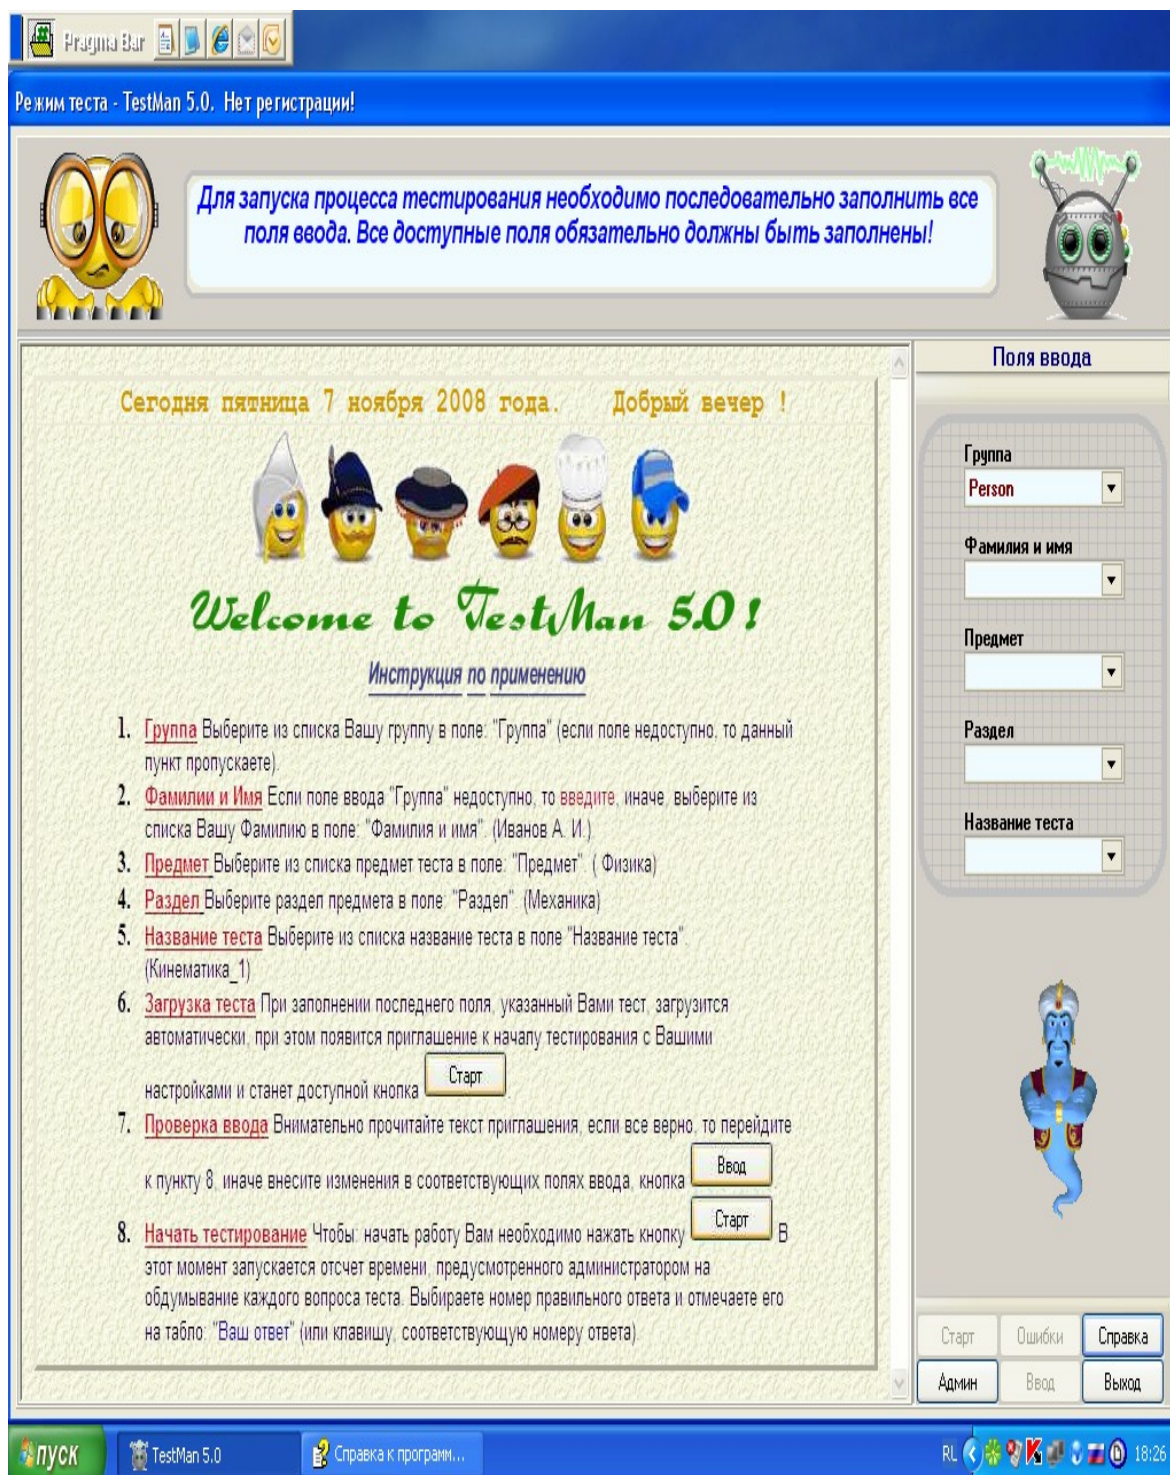 Pragma Bar
Режим теста - TestMan 5.0. Нет регистрации!
Для запуска процесса тестирования необходимо последовательно заполнить все
поля ввода. Все доступные поля обязательно должны быть заполнены!
Сегодня пятница 7 ноября 2008 года. Добрый вечер !
Welcome to TestMan 5.0 !
Инструкция по применению
1. Группа Выберите из списка Вашу группу в поле: "Группа" (если поле недоступно, то данный
пункт пропускаете).
2. Фамилии и Имя Если поле ввода "Группа" недоступно, то введите, иначе, выберите из
списка Вашу Фамилию в поле: "Фамилия и имя". (Иванов А. И.)
3. Предмет Выберите из списка предмет теста в поле: "Предмет". ( Физика)
4. Раздел Выберите раздел предмета в поле: "Раздел". (Механика)
5. Название теста Выберите из списка название теста в поле "Название теста".
(Кинематика_1)
6. Загрузка теста При заполнении последнего поля, указанный Вами тест, загрузится
автоматически, при этом появится приглашение к началу тестирования с Вашими
настройками и станет доступной кнопка Старт .
7. Проверка ввода Внимательно прочитайте текст приглашения, если все верно, то перейдите
к пункту 8, иначе внесите изменения в соответствующих полях ввода, кнопка Ввод .
8. Начать тестирование Чтобы: начать работу Вам необходимо нажать кнопку Старт . В
этот момент запускается отсчет времени, предусмотренного администратором на
обдумывание каждого вопроса теста. Выбираете номер правильного ответа и отмечаете его
на табло: "Ваш ответ" (или клавишу, соответствующую номеру ответа).
Поля ввода
Группа
Person
Фамилия и имя
Предмет
Раздел
Название теста
Старт Ошибки Справка
Админ Ввод Выход
пуск TestMan 5.0 Справка к програмн... RL 18:26